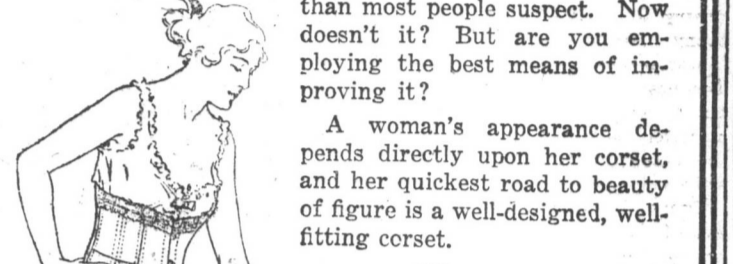 than most people suspect. Now
doesn't it? But are you em-
ploying the best means of im-
proving it?
A woman's appearance de-
pends directly upon her corset,
and her quickest road to beauty
of figure is a well-designed, well-
fitting corset.